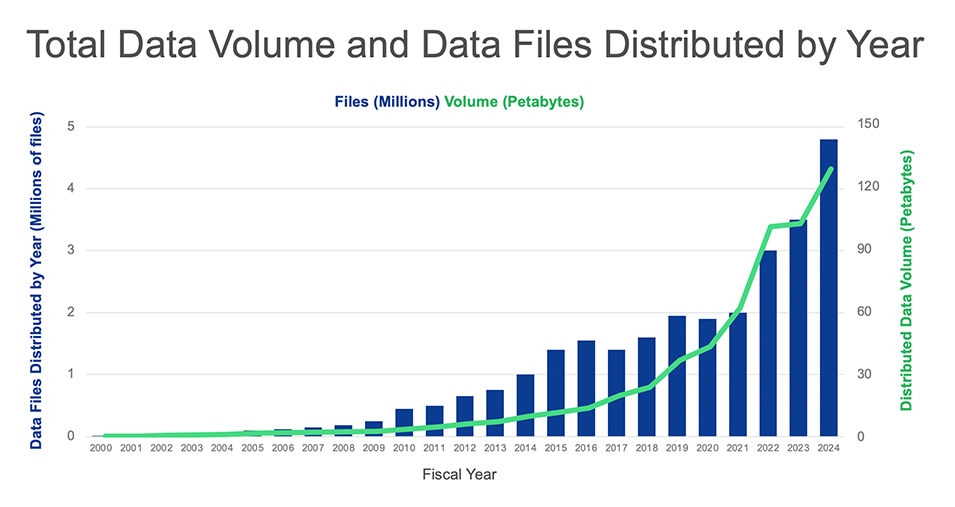 Total Data Volume and Data Files Distributed by Year
Files (Millions) Volume (Petabytes)
Data Files Distributed by Year (Millions of files)
5
4
3
2
1
0
150
120
90
60
30
0
Distributed Data Volume (Petabytes)
2000 2001 2002 2003 2004 2005 2006 2007 2008 2009 2010 2011 2012 2013 2014 2015 2016 2017 2018 2019 2020 2021 2022 2023 2024
Fiscal Year